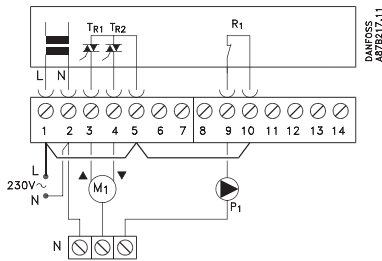 TR1 TR2
R1
DANFOSS
A87B217.11
L N
1 2 3 4 5 6 7 8 9 10 11 12 13 14
L
230V~
N
M1
P1
N